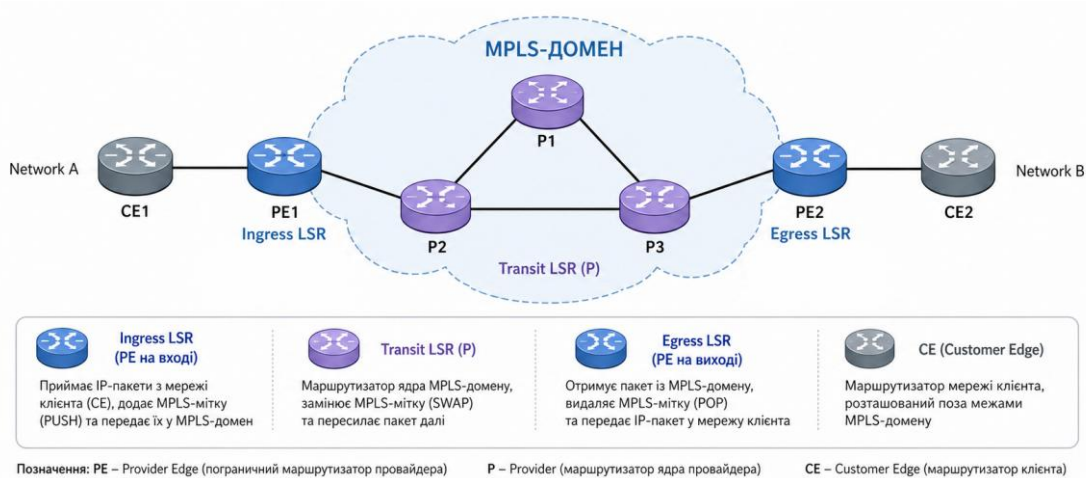 MPLS-ДОМЕН
P1
Network A
CE1
PE1
Ingress LSR
P2
P3
PE2
Egress LSR
CE2
Network B
Transit LSR (P)
Ingress LSR
(PE на вході)
Приймає IP-пакети з мережі
клієнта (CE), додає MPLS-мітку
(PUSH) та передає їх у MPLS-домен
Transit LSR (P)
Маршрутизатор ядра MPLS-домену,
замінює MPLS-мітку (SWAP)
та пересилає пакет далі
Egress LSR
(PE на виході)
Отримує пакет із MPLS-домену,
видаляє MPLS-мітку (POP)
та передає IP-пакет у мережу клієнта
CE (Customer Edge)
Маршрутизатор мережі клієнта,
розташований поза межами
MPLS-домену
Позначення: PE – Provider Edge (пограничний маршрутизатор провайдера) P – Provider (маршрутизатор ядра провайдера) CE – Customer Edge (маршрутизатор клієнта)